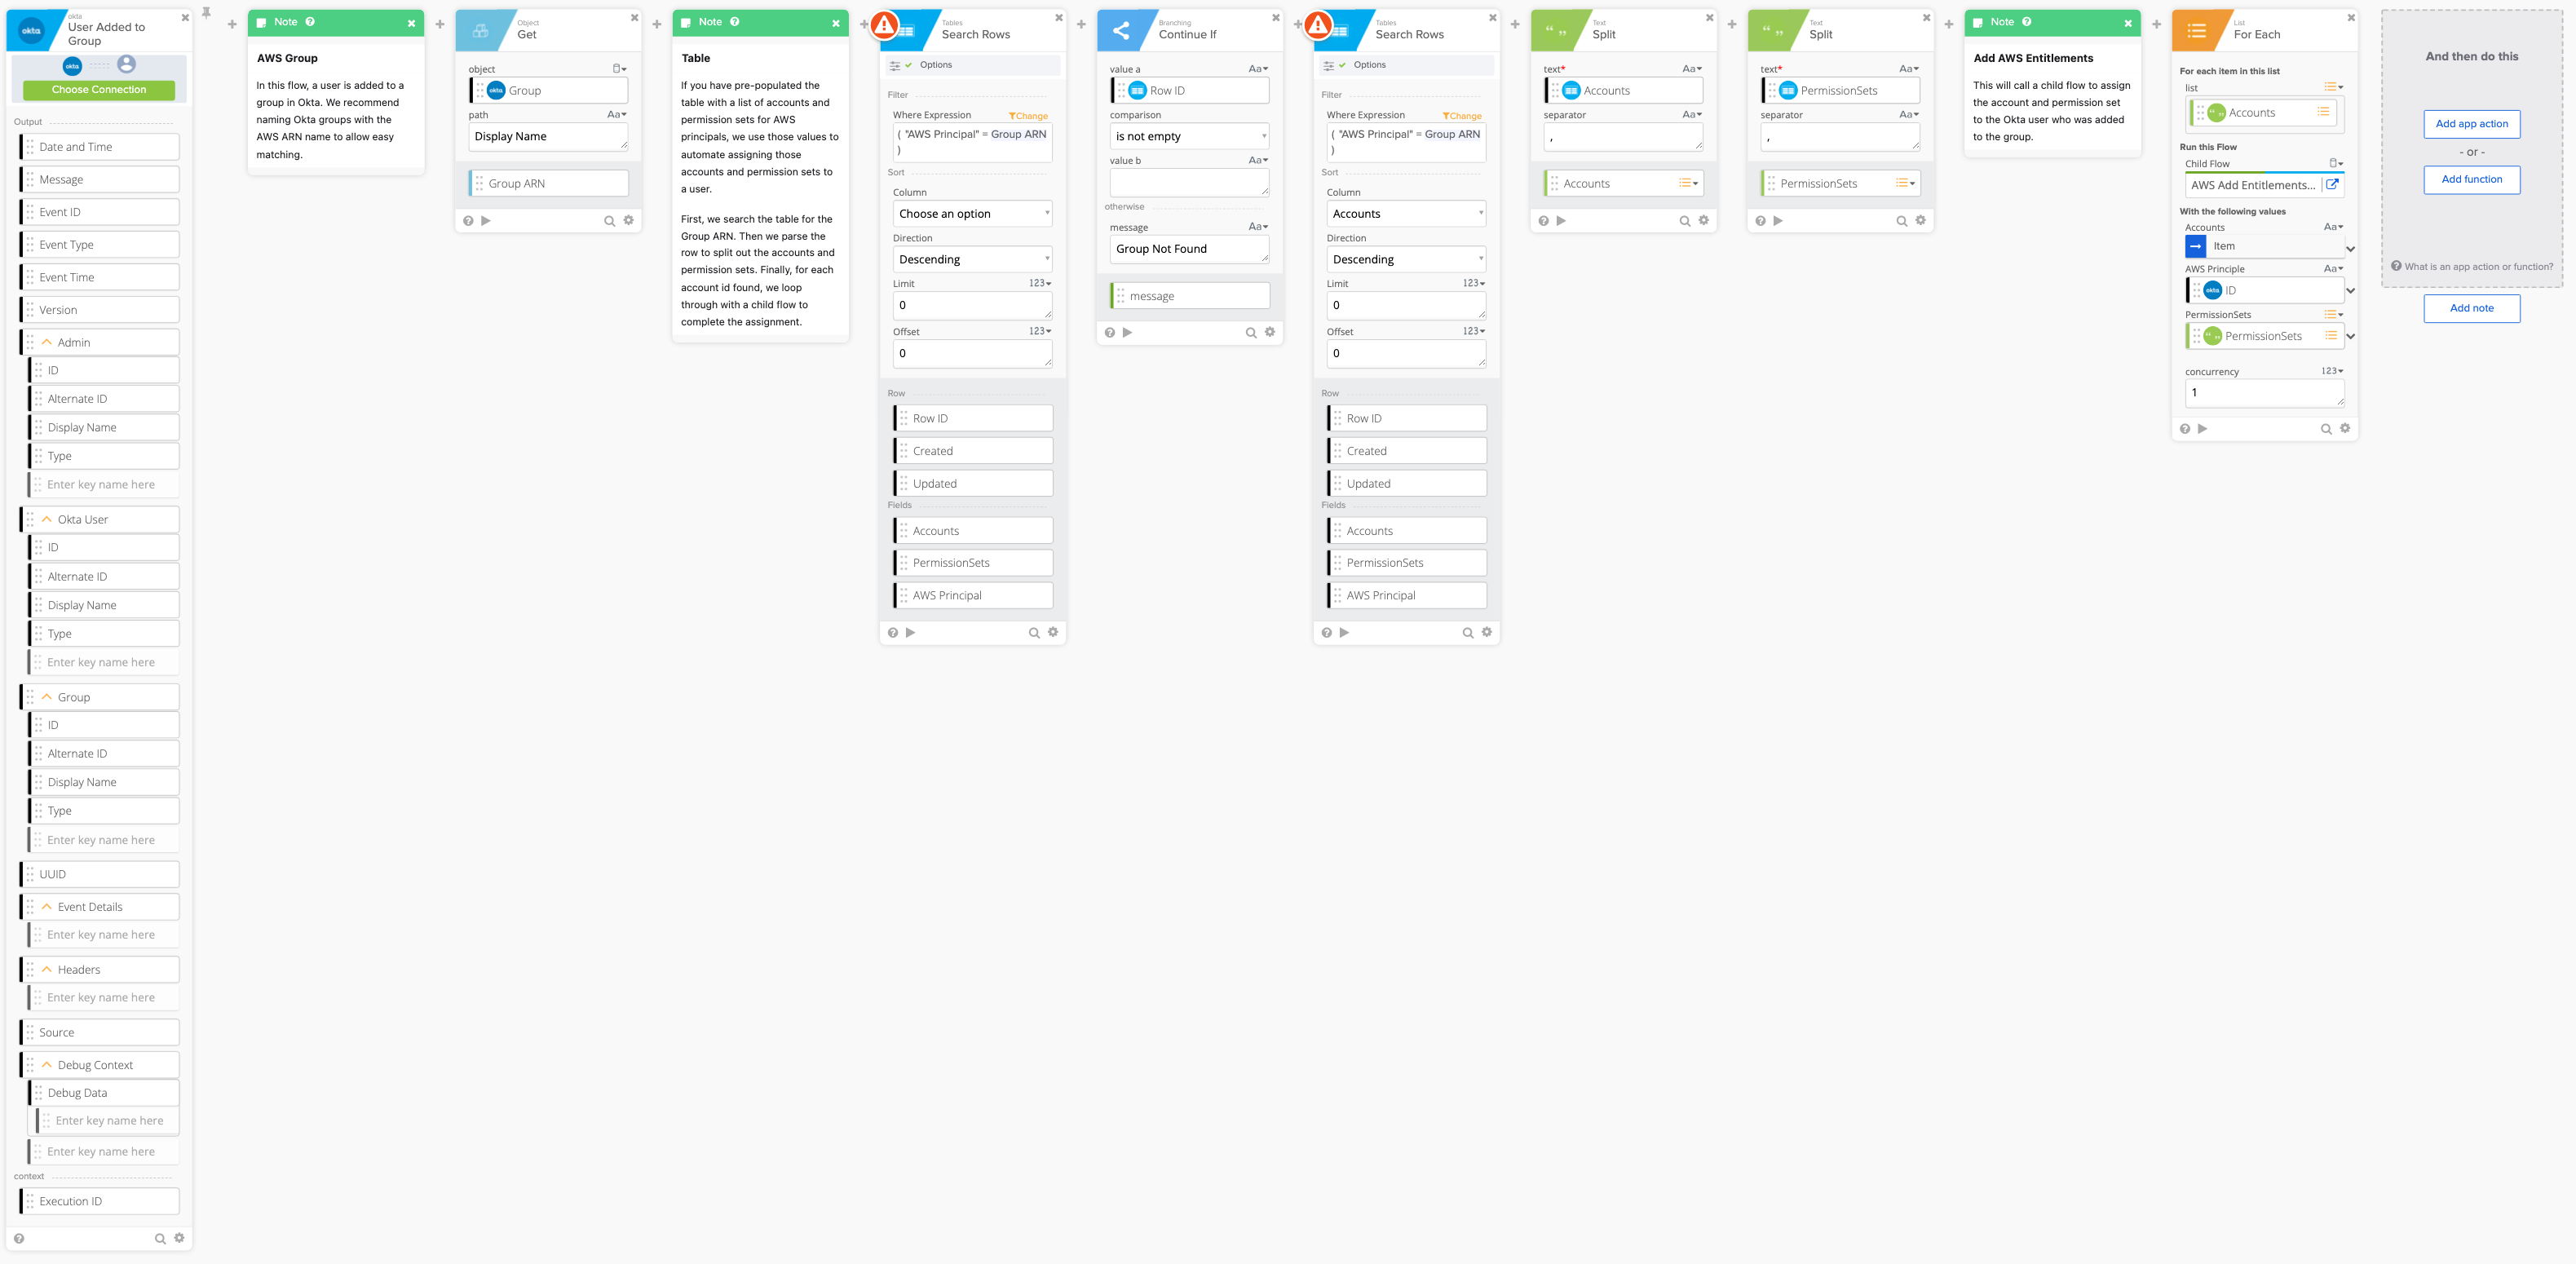 okta
User Added to
Group
okta
okta
Choose Connection
Output
Date and Time
Message
Event ID
Event Type
Event Time
Version
Admin
ID
Alternate ID
Display Name
Type
Enter key name here
Okta User
ID
Alternate ID
Display Name
Type
Enter key name here
Group
ID
Alternate ID
Display Name
Type
Enter key name here
UUID
Event Details
Enter key name here
Headers
Enter key name here
Source
Debug Context
Debug Data
Enter key name here
Enter key name here
context
Execution ID
Note
AWS Group
In this flow, a user is added to a
group in Okta. We recommend
naming Okta groups with the
AWS ARN name to allow easy
matching.
Object
Get
object
okta Group
path Aa
Display Name
Group ARN
Note
Table
If you have pre-populated the
table with a list of accounts and
permission sets for AWS
principals, we use those values to
automate assigning those
accounts and permission sets to
a user.
First, we search the table for the
Group ARN. Then we parse the
row to split out the accounts and
permission sets. Finally, for each
account id found, we loop
through with a child flow to
complete the assignment.
Tables
Search Rows
Options
Filter
Where Expression Change
( "AWS Principal" = Group ARN
)
Sort
Column
Choose an option
Direction
Descending
Limit 123
0
Offset 123
0
Row
Row ID
Created
Updated
Fields
Accounts
PermissionSets
AWS Principal
Branching
Continue If
value a Aa
Row ID
comparison
is not empty
value b Aa
otherwise
message Aa
Group Not Found
message
Tables
Search Rows
Options
Filter
Where Expression Change
( "AWS Principal" = Group ARN
)
Sort
Column
Accounts
Direction
Descending
Limit 123
0
Offset 123
0
Row
Row ID
Created
Updated
Fields
Accounts
PermissionSets
AWS Principal
Text
Split
text* Aa
Accounts
separator Aa
,
Accounts
Text
Split
text* Aa
PermissionSets
separator Aa
,
PermissionSets
Note
Add AWS Entitlements
This will call a child flow to assign
the account and permission set
to the Okta user who was added
to the group.
List
For Each
For each item in this list
list
Accounts
Run this Flow
Child Flow
AWS Add Entitlements...
With the following values
Accounts Aa
Item
AWS Principle Aa
okta ID
PermissionSets
PermissionSets
concurrency 123
1
And then do this
Add app action
- or -
Add function
What is an app action or function?
Add note